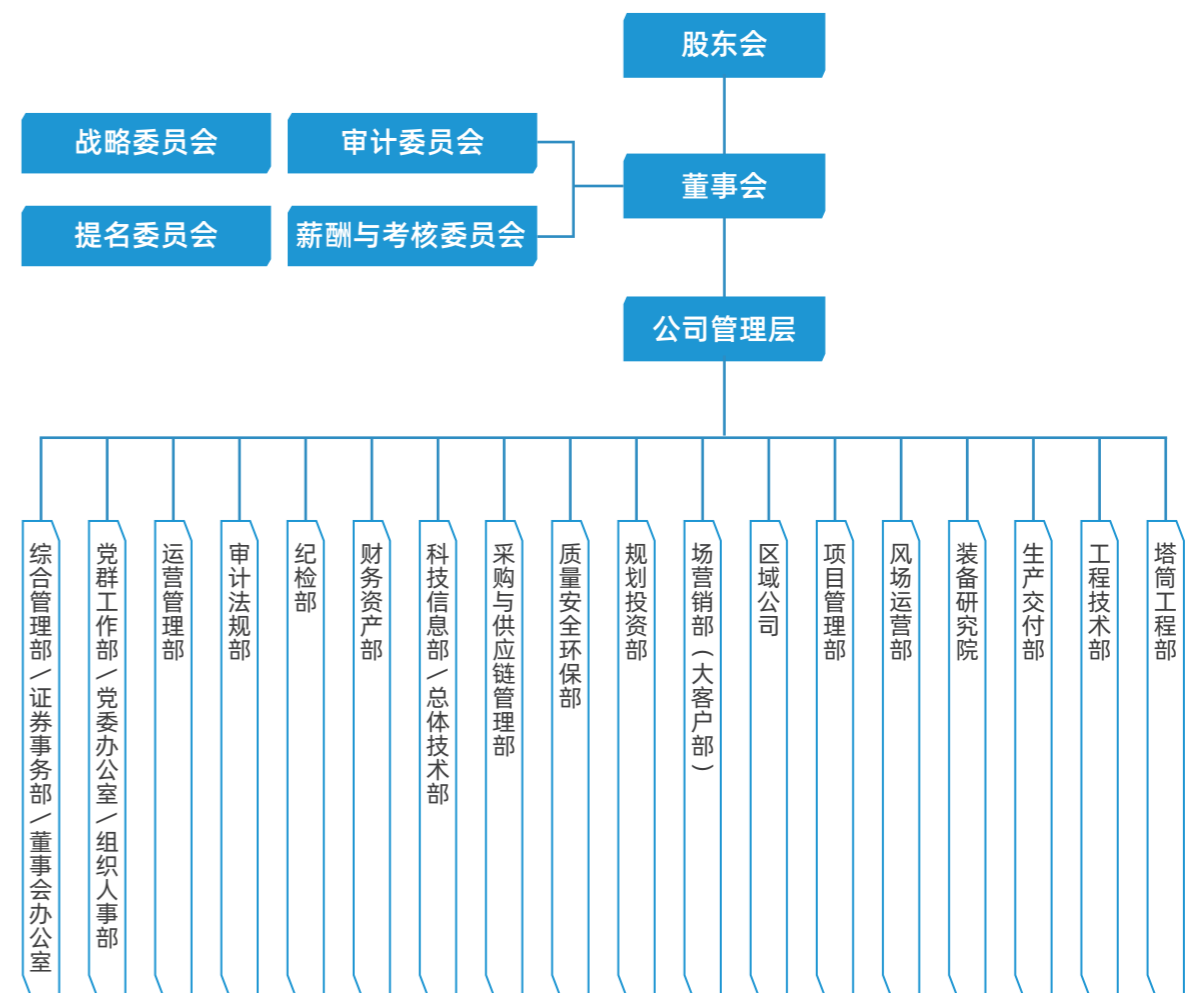 股东会
战略委员会
审计委员会
董事会
提名委员会
薪酬与考核委员会
公司管理层
综合管理部/证券事务部/董事会办公室
党群工作部/党委办公室/组织人事部
运营管理部
审计法规部
纪检部
财务资产部
科技信息部/总体技术部
采购与供应链管理部
质量安全环保部
规划投资部
场营销部（大客户部）
区域公司
项目管理部
风场运营部
装备研究院
生产交付部
工程技术部
塔筒工程部